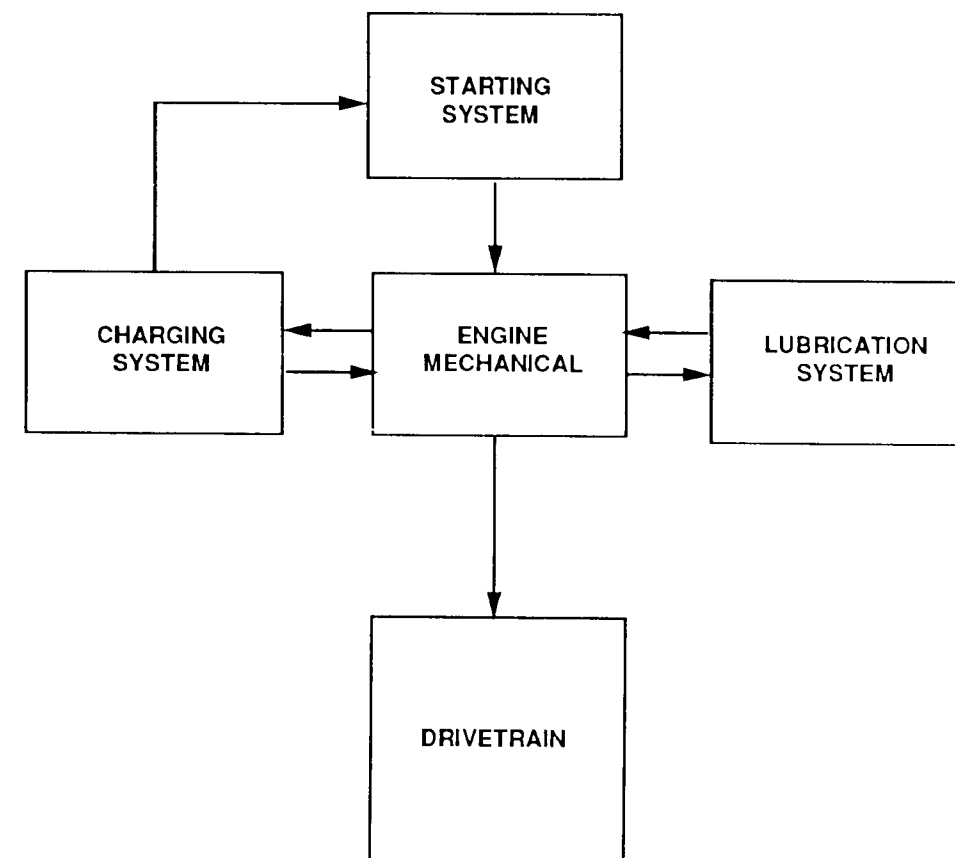 STARTING
SYSTEM
CHARGING
SYSTEM
ENGINE
MECHANICAL
LUBRICATION
SYSTEM
DRIVETRAIN